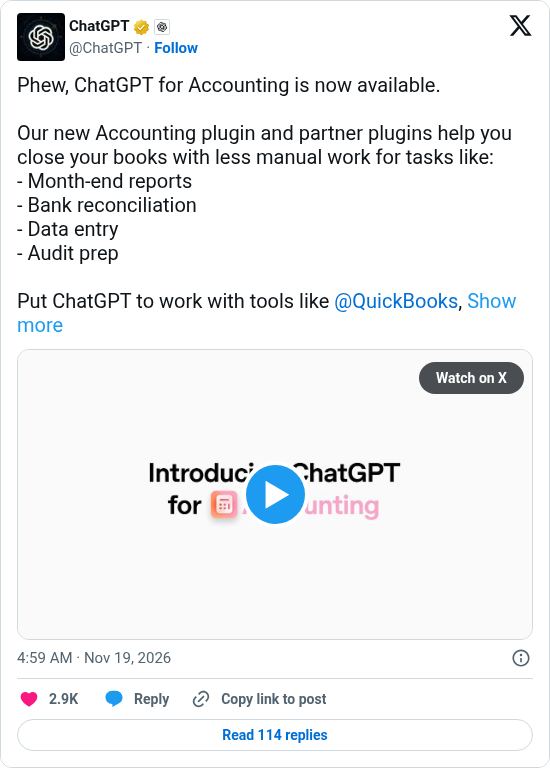 ChatGPT
@ChatGPT · Follow
Phew, ChatGPT for Accounting is now available.
Our new Accounting plugin and partner plugins help you
close your books with less manual work for tasks like:
- Month-end reports
- Bank reconciliation
- Data entry
- Audit prep
Put ChatGPT to work with tools like @QuickBooks, Show
more
Watch on X
ChatGPT
for
4:59 AM · Nov 19, 2026
2.9K Reply Copy link to post
Read 114 replies